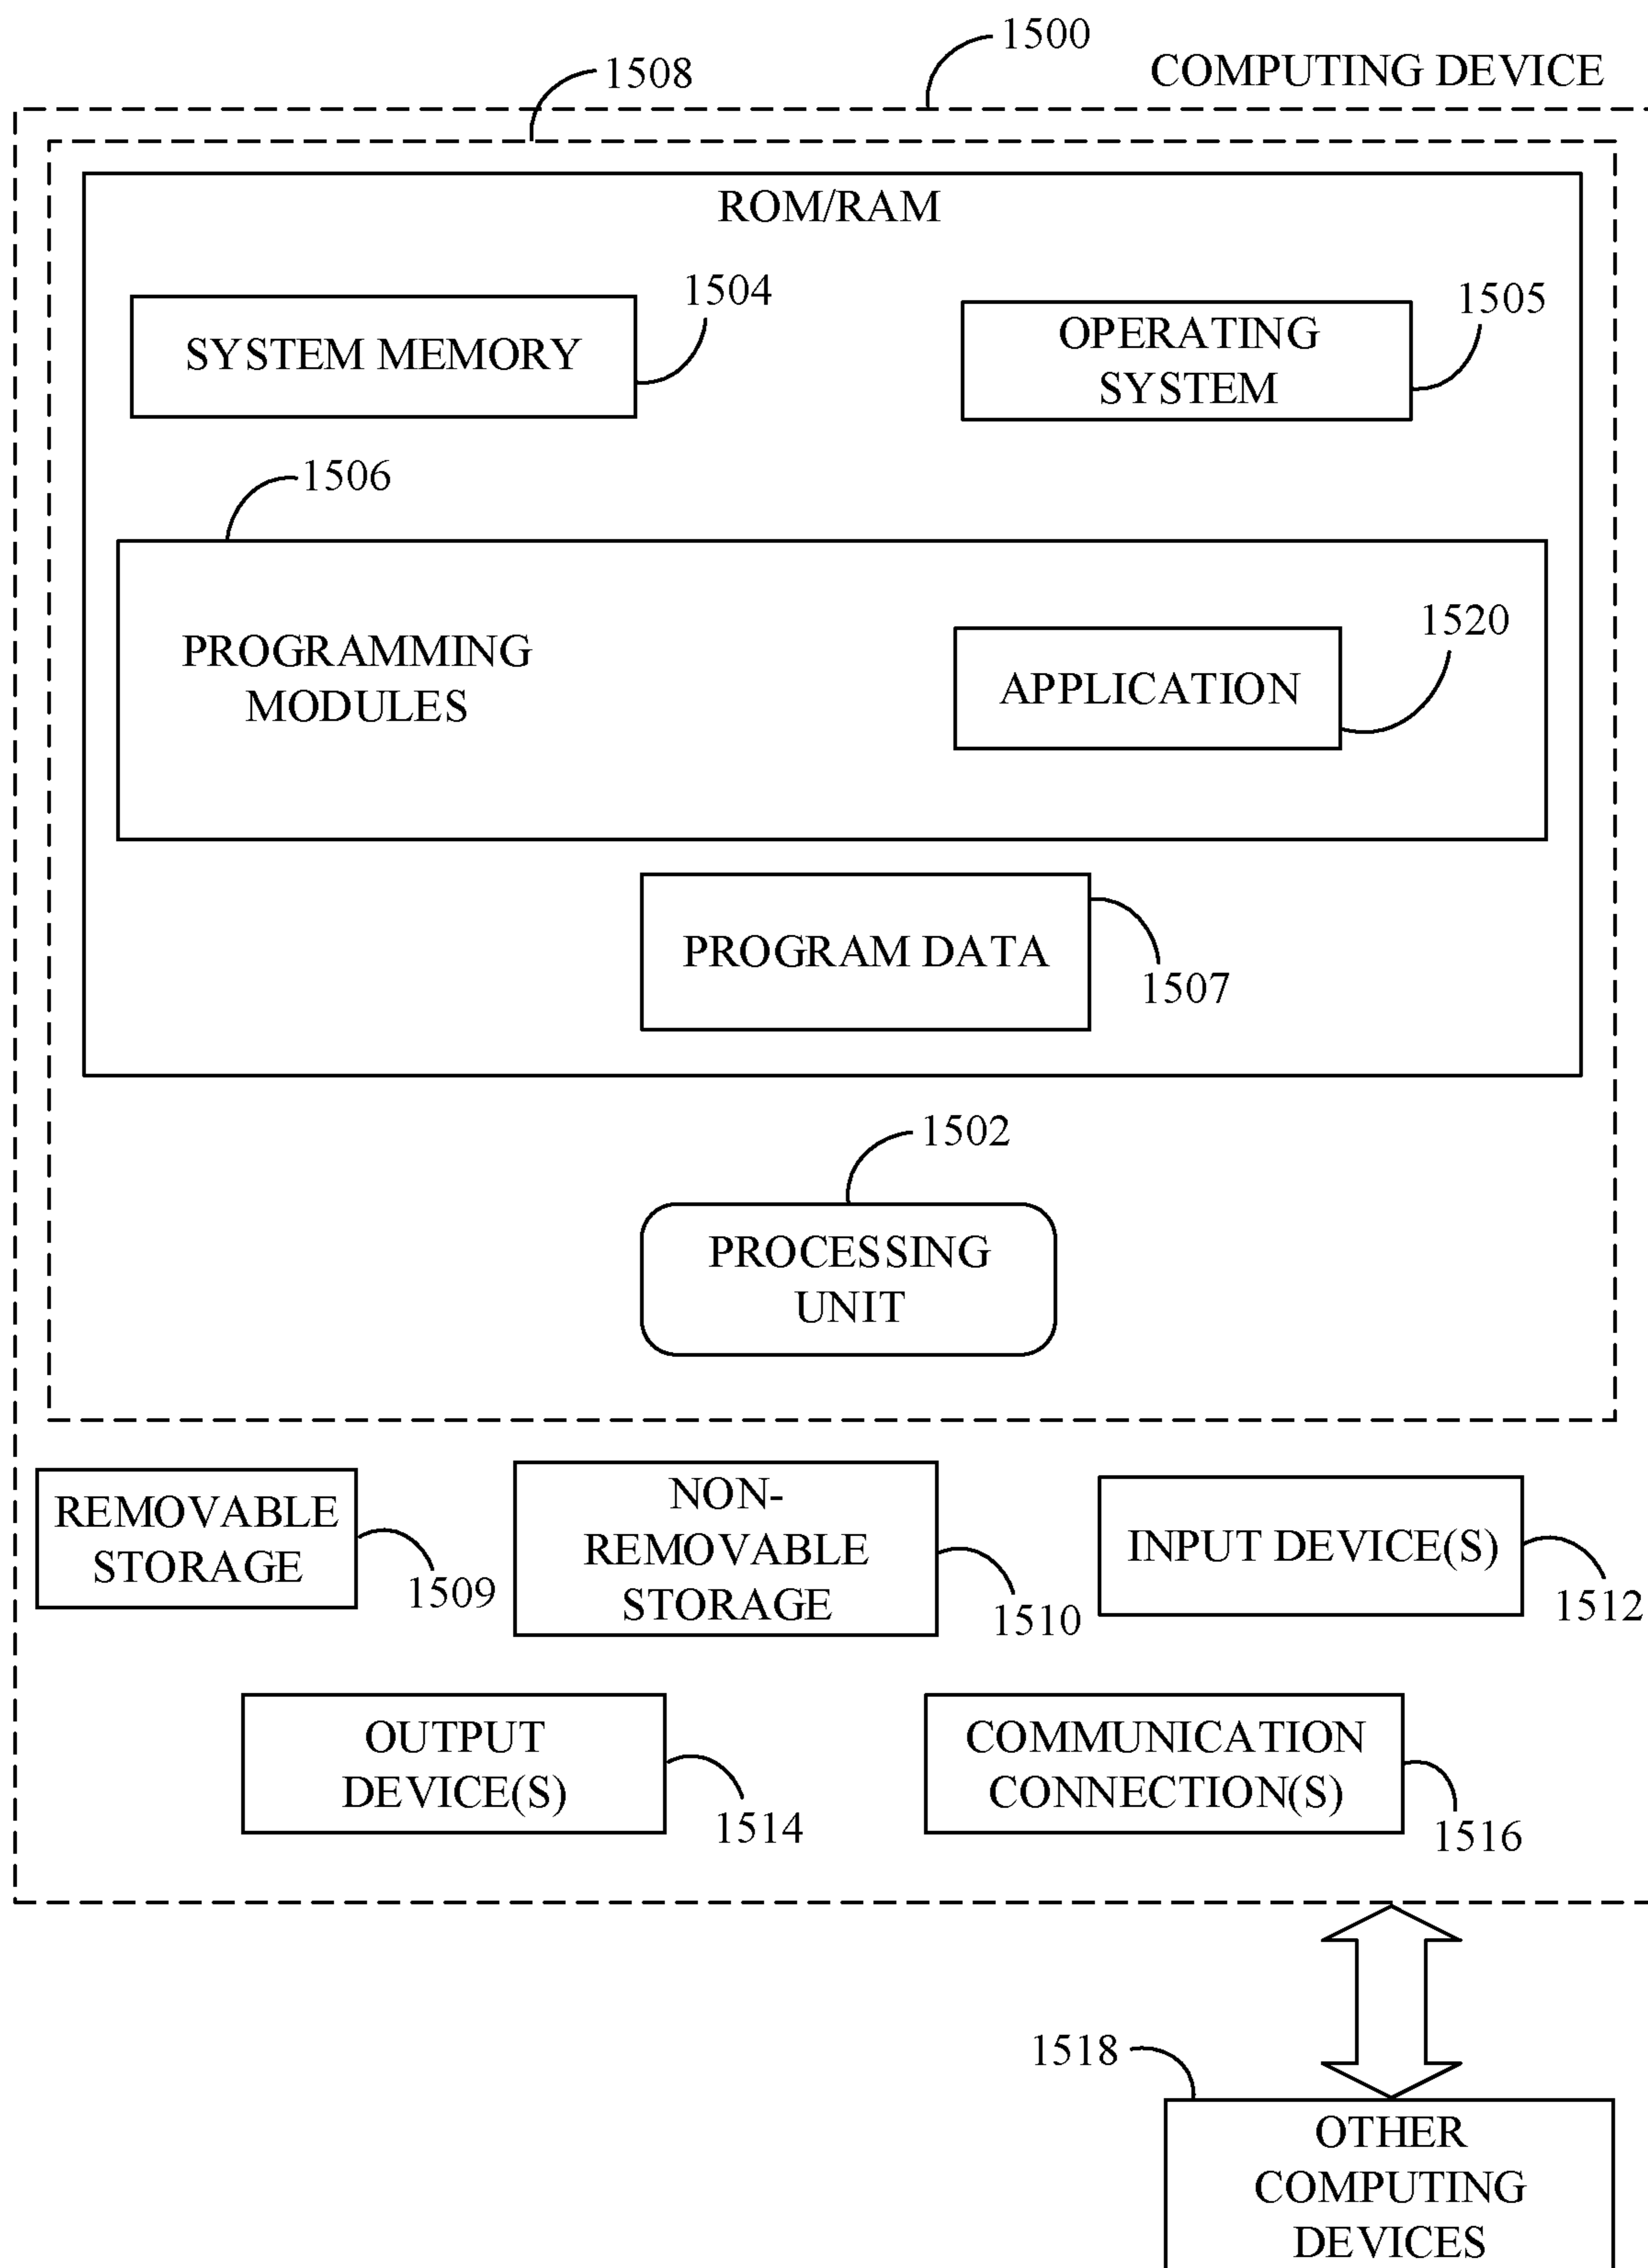 1500
COMPUTING DEVICE
1508
ROM/RAM
1504
SYSTEM MEMORY
1505
OPERATING
SYSTEM
1506
PROGRAMMING
MODULES
1520
APPLICATION
PROGRAM DATA
1507
1502
PROCESSING
UNIT
REMOVABLE
STORAGE
1509
NON-
REMOVABLE
STORAGE
1510
INPUT DEVICE(S)
1512
OUTPUT
DEVICE(S)
1514
COMMUNICATION
CONNECTION(S)
1516
1518
OTHER
COMPUTING
DEVICES